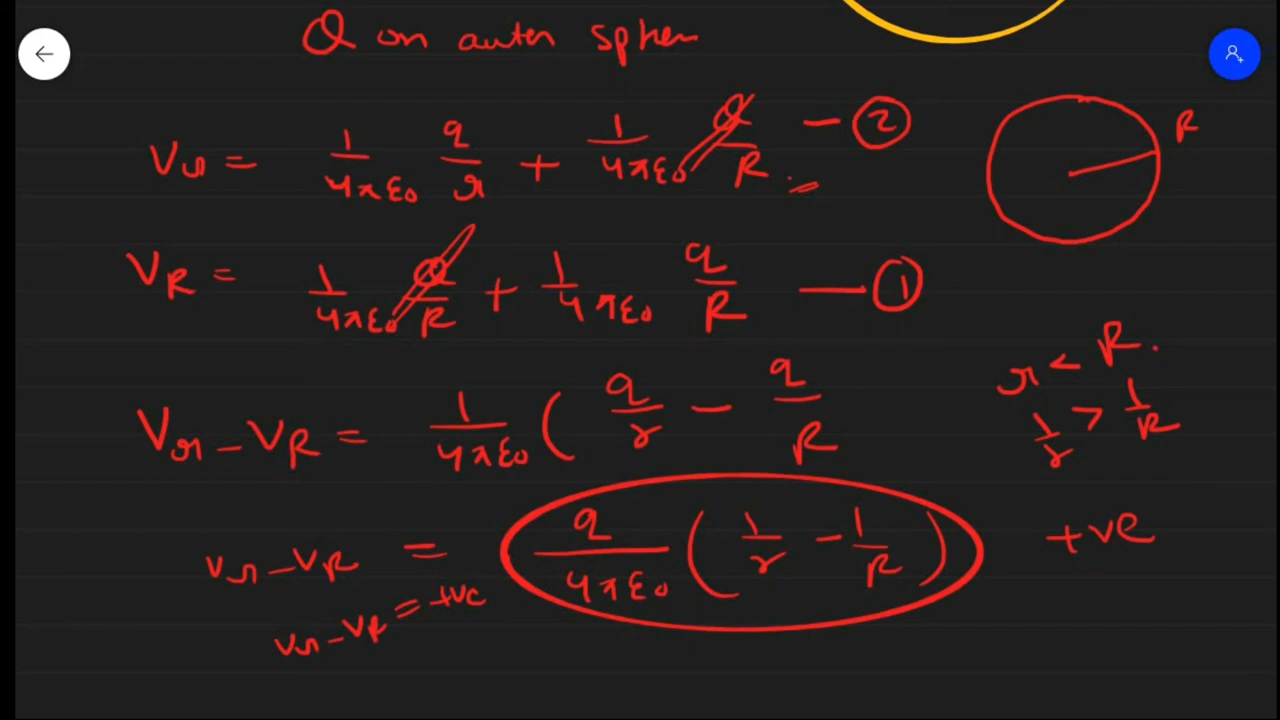 Q on outer spher
Vr = 1/4πε₀ q/r + 1/4πε₀ Q/R - ②
R
VR = 1/4πε₀ Q/R + 1/4πε₀ q/R — ①
r < R.
1/r > 1/R
Vr - VR = 1/4πε₀ ( q/r - q/R
Vr - VR = q/4πε₀ ( 1/r - 1/R ) +ve
Vr - VR = +ve